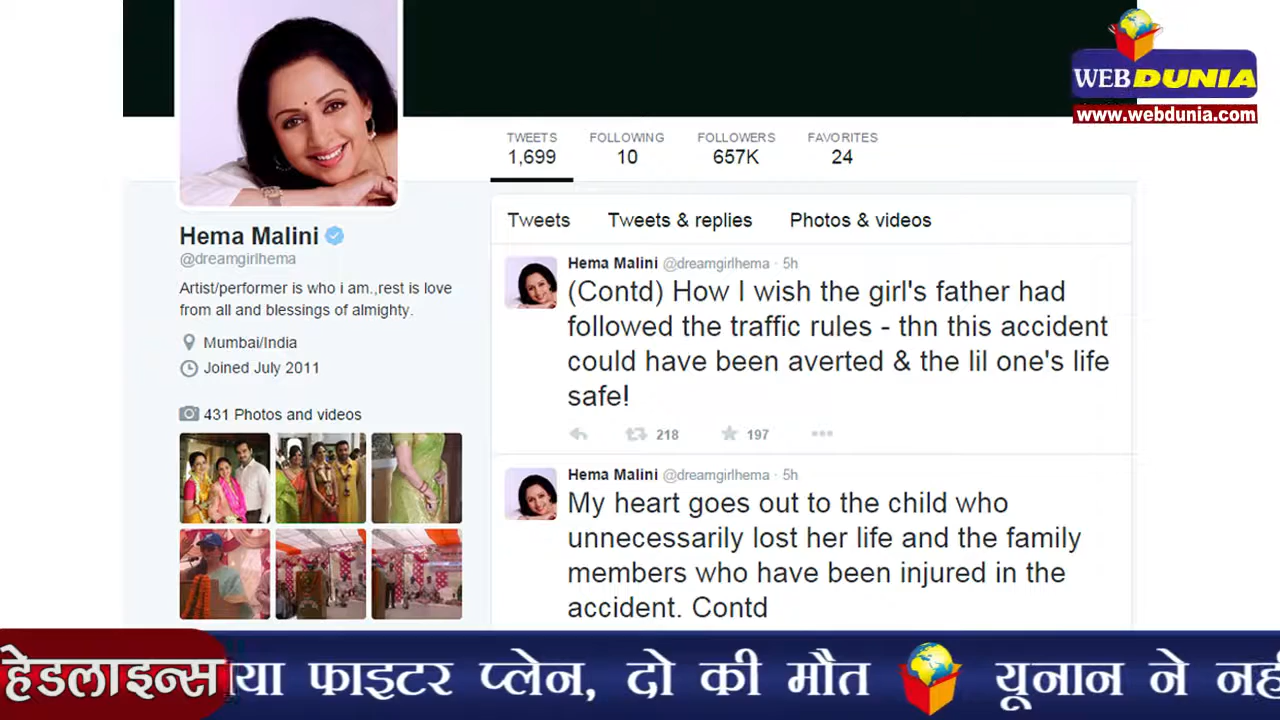 WEBDUNIA
www.webdunia.com
TWEETS FOLLOWING FOLLOWERS FAVORITES
1,699 10 657K 24
Hema Malini
@dreamgirlhema
Artist/performer is who i am.,rest is love
from all and blessings of almighty.
Mumbai/India
Joined July 2011
431 Photos and videos
Tweets Tweets & replies Photos & videos
Hema Malini @dreamgirlhema · 5h
(Contd) How I wish the girl's father had
followed the traffic rules - thn this accident
could have been averted & the lil one's life
safe!
218 197
Hema Malini @dreamgirlhema · 5h
My heart goes out to the child who
unnecessarily lost her life and the family
members who have been injured in the
accident. Contd
हेडलाइन्स या फाइटर प्लेन, दो की मौत यूनान ने